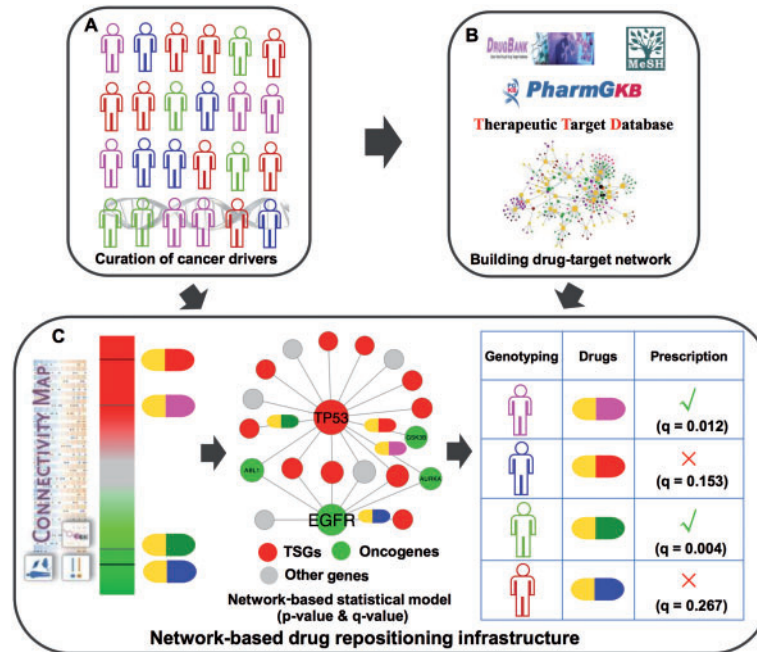 A
Curation of cancer drivers
B
DRUGBANK
MeSH
PharmGKB
Therapeutic Target Database
Building drug-target network
C
CONNECTIVITY MAP
TP53
GSK3B
ABL1
AURKA
EGFR
TSGs
Oncogenes
Other genes
Network-based statistical model
(p-value & q-value)
Genotyping
Drugs
Prescription
√
(q = 0.012)
×
(q = 0.153)
√
(q = 0.004)
×
(q = 0.267)
Network-based drug repositioning infrastructure